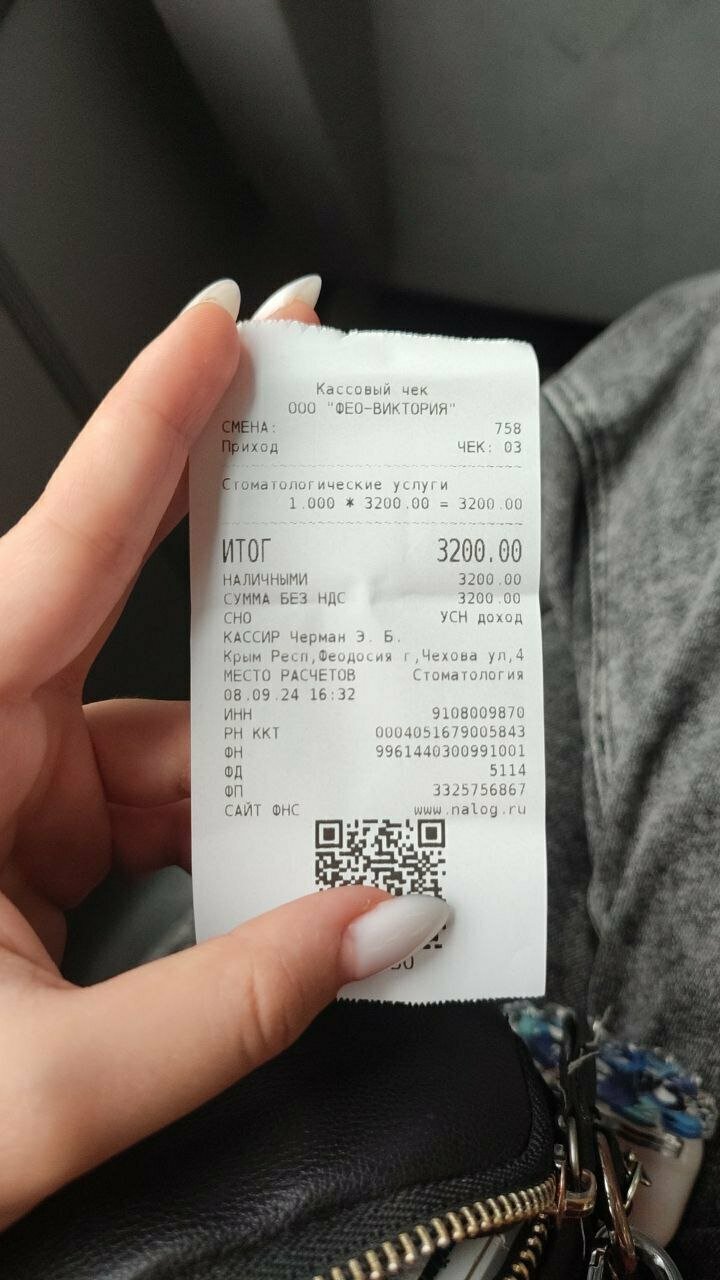 Кассовый чек
ООО "ФЕО-ВИКТОРИЯ"
СМЕНА: 758
Приход ЧЕК: 03
Стоматологические услуги
1.000 * 3200.00 = 3200.00
ИТОГ 3200.00
НАЛИЧНЫМИ 3200.00
СУММА БЕЗ НДС 3200.00
СНО УСН доход
КАССИР Черман Э. Б.
Крым Респ,Феодосия г,Чехова ул,4
МЕСТО РАСЧЕТОВ Стоматология
08.09.24 16:32
ИНН 9108009870
РН ККТ 0004051679005843
ФН 9961440300991001
ФД 5114
ФП 3325756867
САЙТ ФНС www.nalog.ru